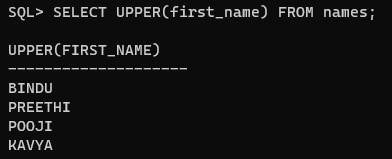 SQL> SELECT UPPER(first_name) FROM names;
UPPER(FIRST_NAME)
--------------------
BINDU
PREETHI
POOJI
KAVYA